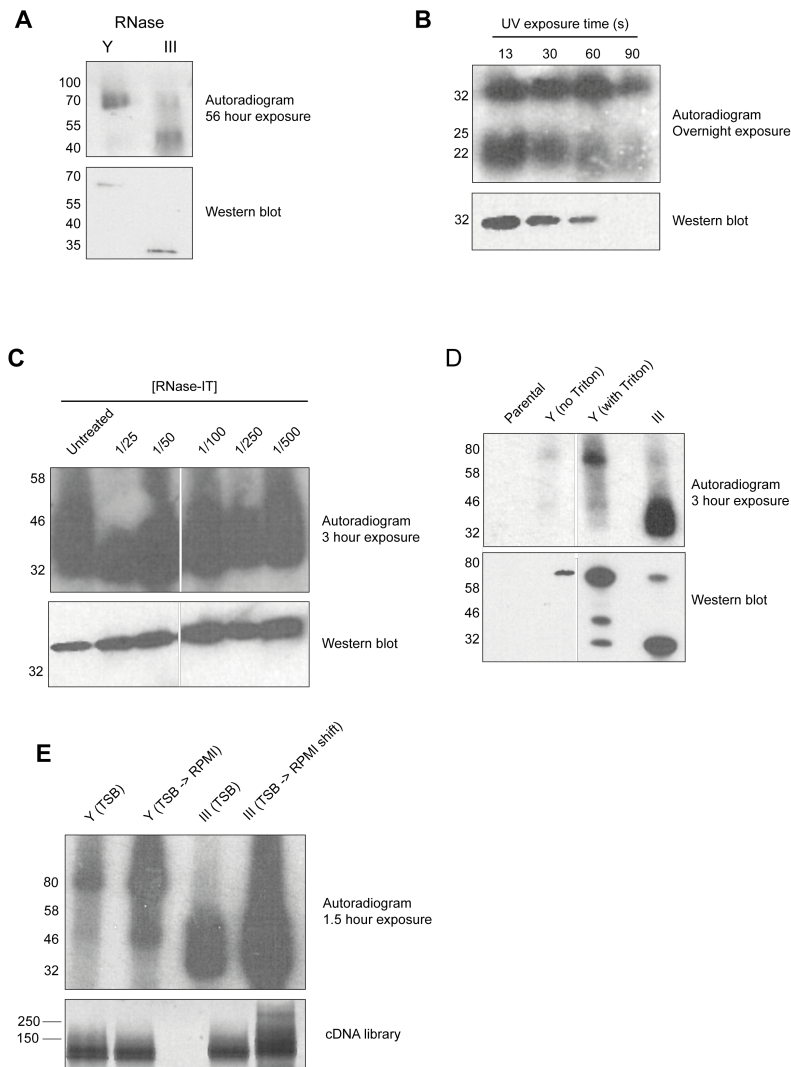 A
RNase
Y III
100
70
55
40
Autoradiogram
56 hour exposure
70
55
40
35
Western blot
B
UV exposure time (s)
13 30 60 90
32
25
22
Autoradiogram
Overnight exposure
32
Western blot
C
[RNase-IT]
Untreated 1/25 1/50 1/100 1/250 1/500
58
46
32
Autoradiogram
3 hour exposure
32
Western blot
D
Parental Y (no Triton) Y (with Triton) III
80
58
46
32
Autoradiogram
3 hour exposure
80
58
46
32
Western blot
E
Y (TSB) Y (TSB -> RPMI) III (TSB) III (TSB -> RPMI shift)
80
58
46
32
Autoradiogram
1.5 hour exposure
250
150
cDNA library